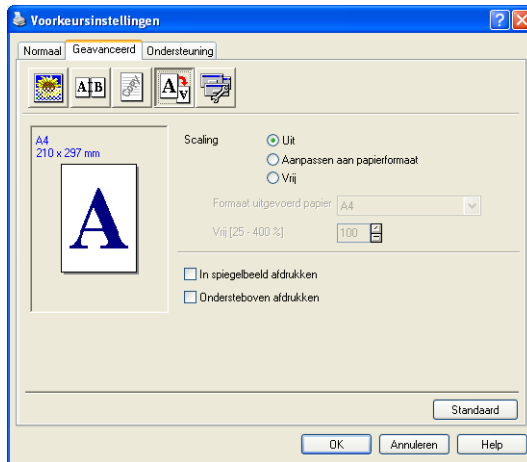 Voorkeursinstellingen
Normaal Geavanceerd Ondersteuning
A B COPY A A
A4
210 x 297 mm
A
Scaling Uit
Aanpassen aan papierformaat
Vrij
Formaat uitgevoerd papier A4
Vrij [25 - 400 %] 100
In spiegelbeeld afdrukken
Ondersteboven afdrukken
Standaard
OK Annuleren Help